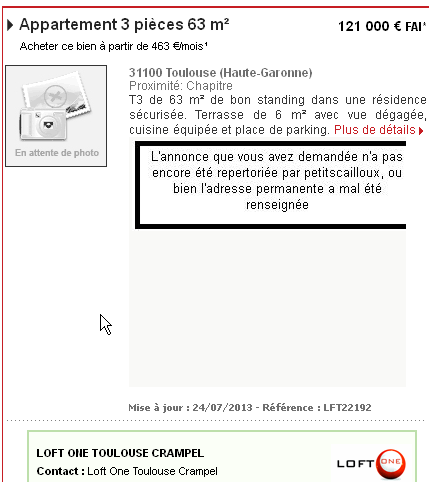 Appartement 3 pièces 63 m²
121 000 € FAI*
Acheter ce bien à partir de 463 €/mois¹
31100 Toulouse (Haute-Garonne)
Proximité: Chapitre
T3 de 63 m² de bon standing dans une résidence
sécurisée. Terrasse de 6 m² avec vue dégagée,
cuisine équipée et place de parking. Plus de détails
En attente de photo
L'annonce que vous avez demandée n'a pas
encore été repertoriée par petitscailloux, ou
bien l'adresse permanente a mal été
renseignée
Mise à jour : 24/07/2013 - Référence : LFT22192
LOFT ONE TOULOUSE CRAMPEL
Contact : Loft One Toulouse Crampel
LOFT ONE